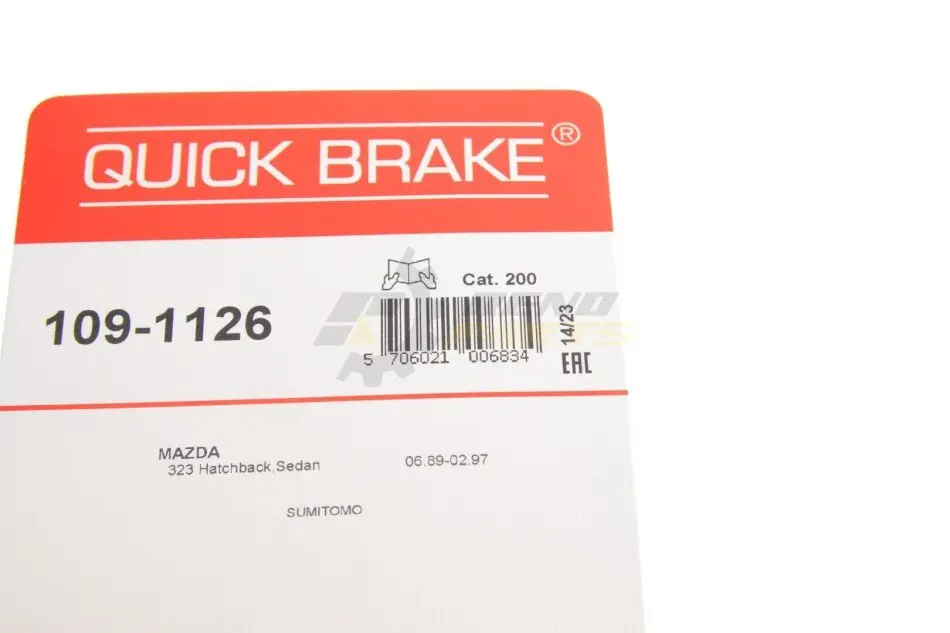 QUICK BRAKE®
Cat. 200
109-1126
14/23
5 706021 006834
EAC
MAZDA
323 Hatchback,Sedan 06.89-02.97
SUMITOMO